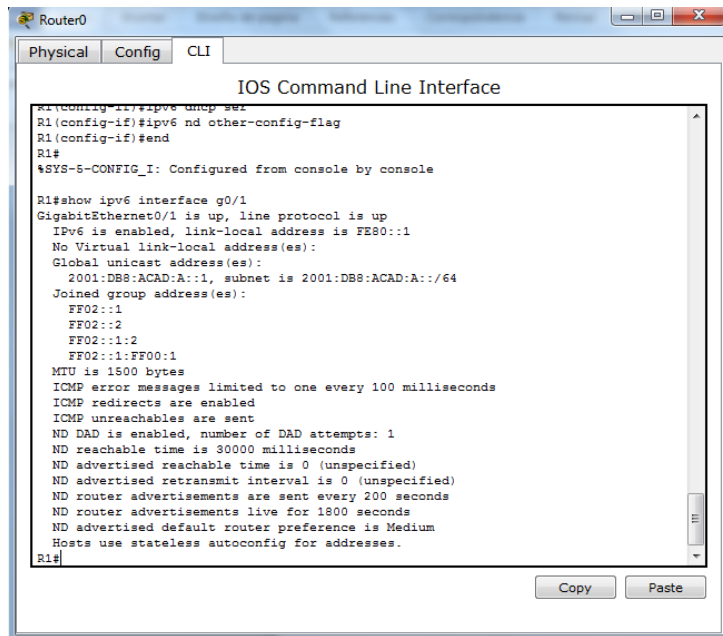 Router0
Physical Config CLI
IOS Command Line Interface
R1(config-if)#ipv6 dhcp ser
R1(config-if)#ipv6 nd other-config-flag
R1(config-if)#end
R1#
%SYS-5-CONFIG_I: Configured from console by console
R1#show ipv6 interface g0/1
GigabitEthernet0/1 is up, line protocol is up
IPv6 is enabled, link-local address is FE80::1
No Virtual link-local address(es):
Global unicast address(es):
2001:DB8:ACAD:A::1, subnet is 2001:DB8:ACAD:A::/64
Joined group address(es):
FF02::1
FF02::2
FF02::1:2
FF02::1:FF00:1
MTU is 1500 bytes
ICMP error messages limited to one every 100 milliseconds
ICMP redirects are enabled
ICMP unreachables are sent
ND DAD is enabled, number of DAD attempts: 1
ND reachable time is 30000 milliseconds
ND advertised reachable time is 0 (unspecified)
ND advertised retransmit interval is 0 (unspecified)
ND router advertisements are sent every 200 seconds
ND router advertisements live for 1800 seconds
ND advertised default router preference is Medium
Hosts use stateless autoconfig for addresses.
R1#
Copy Paste